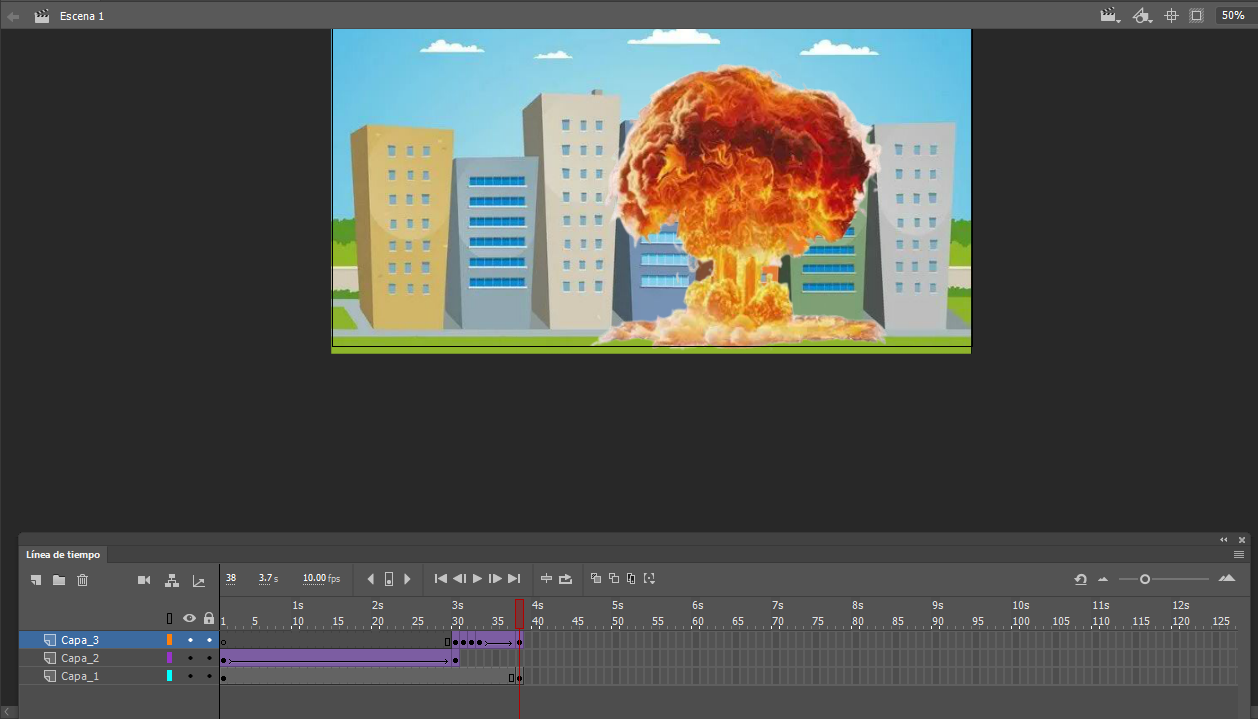 Escena 1
50%
Línea de tiempo
38 3.7 s 10.00 fps
1s 2s 3s 4s 5s 6s 7s 8s 9s 10s 11s 12s
1 5 10 15 20 25 30 35 40 45 50 55 60 65 70 75 80 85 90 95 100 105 110 115 120 125
Capa_3
Capa_2
Capa_1